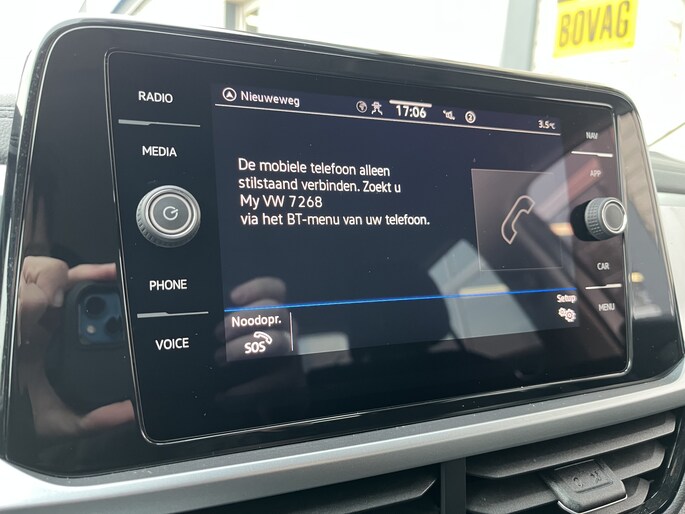 BOVAG
RADIO
MEDIA
PHONE
VOICE
Nieuweweg
17:06
2
3.5°C
De mobiele telefoon alleen
stilstaand verbinden. Zoekt u
My VW 7268
via het BT-menu van uw telefoon.
Noodopr.
SOS
Setup
NAV
APP
CAR
MENU